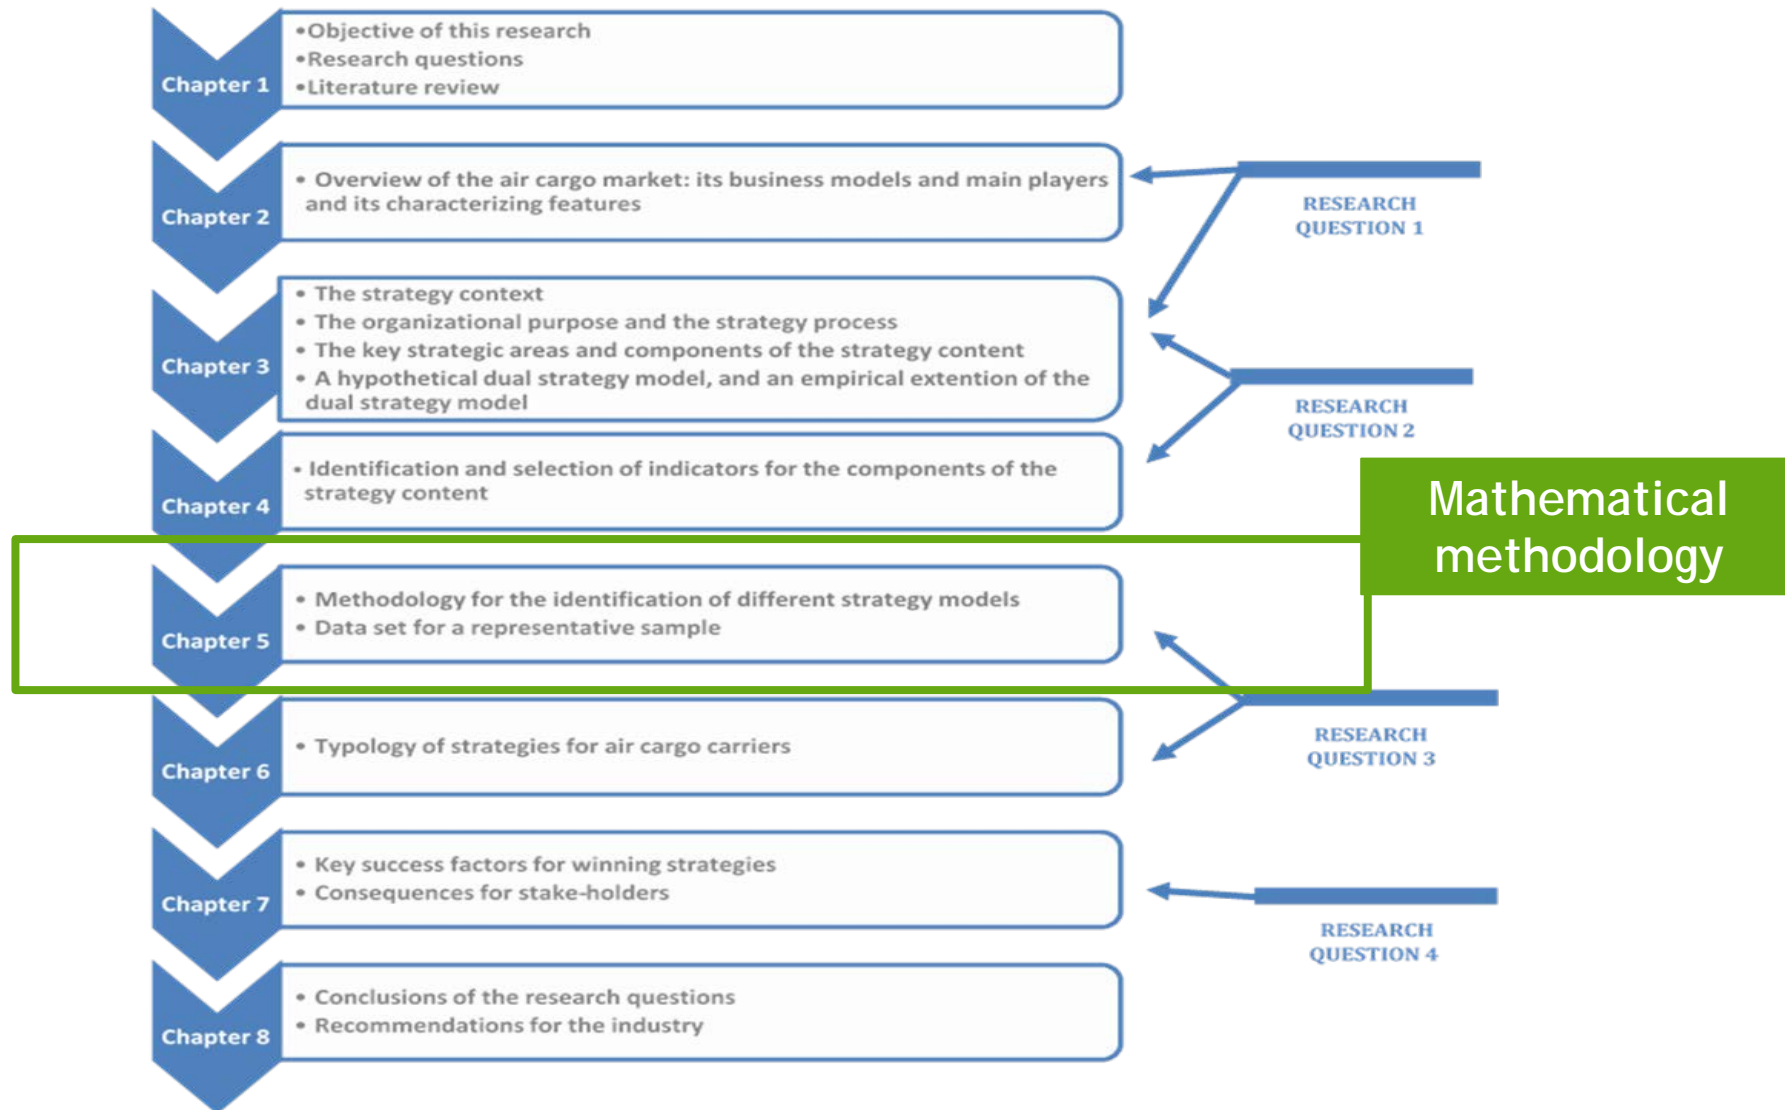 •Objective of this research
•Research questions
•Literature review
Chapter 1
• Overview of the air cargo market: its business models and main players
and its characterizing features
Chapter 2
RESEARCH
QUESTION 1
• The strategy context
• The organizational purpose and the strategy process
• The key strategic areas and components of the strategy content
• A hypothetical dual strategy model, and an empirical extention of the
dual strategy model
Chapter 3
RESEARCH
QUESTION 2
• Identification and selection of indicators for the components of the
strategy content
Chapter 4
Mathematical
methodology
• Methodology for the identification of different strategy models
• Data set for a representative sample
Chapter 5
• Typology of strategies for air cargo carriers
Chapter 6
RESEARCH
QUESTION 3
• Key success factors for winning strategies
• Consequences for stake-holders
Chapter 7
RESEARCH
QUESTION 4
• Conclusions of the research questions
• Recommendations for the industry
Chapter 8